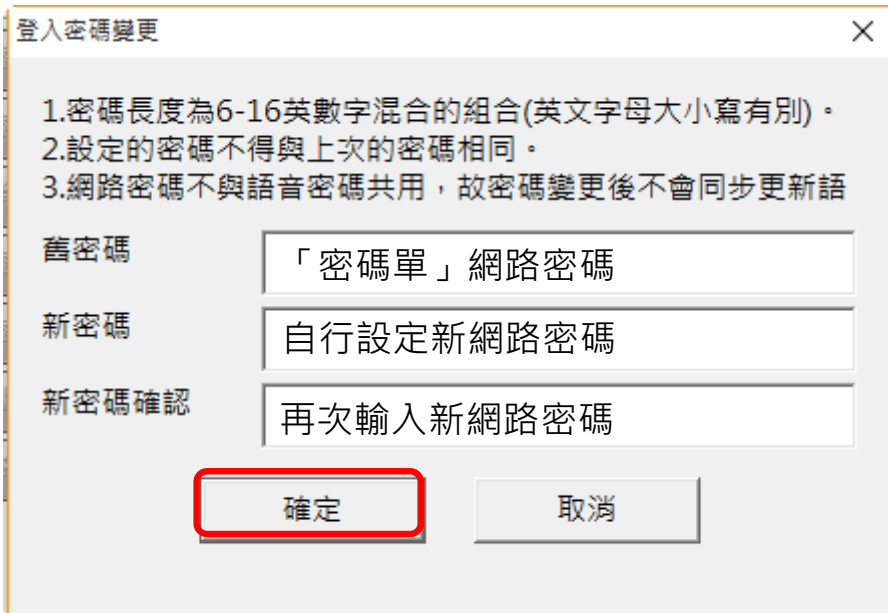 登入密碼變更
1.密碼長度為6-16英數字混合的組合(英文字母大小寫有別)。
2.設定的密碼不得與上次的密碼相同。
3.網路密碼不與語音密碼共用，故密碼變更後不會同步更新語
舊密碼 「密碼單」網路密碼
新密碼 自行設定新網路密碼
新密碼確認 再次輸入新網路密碼
確定 取消